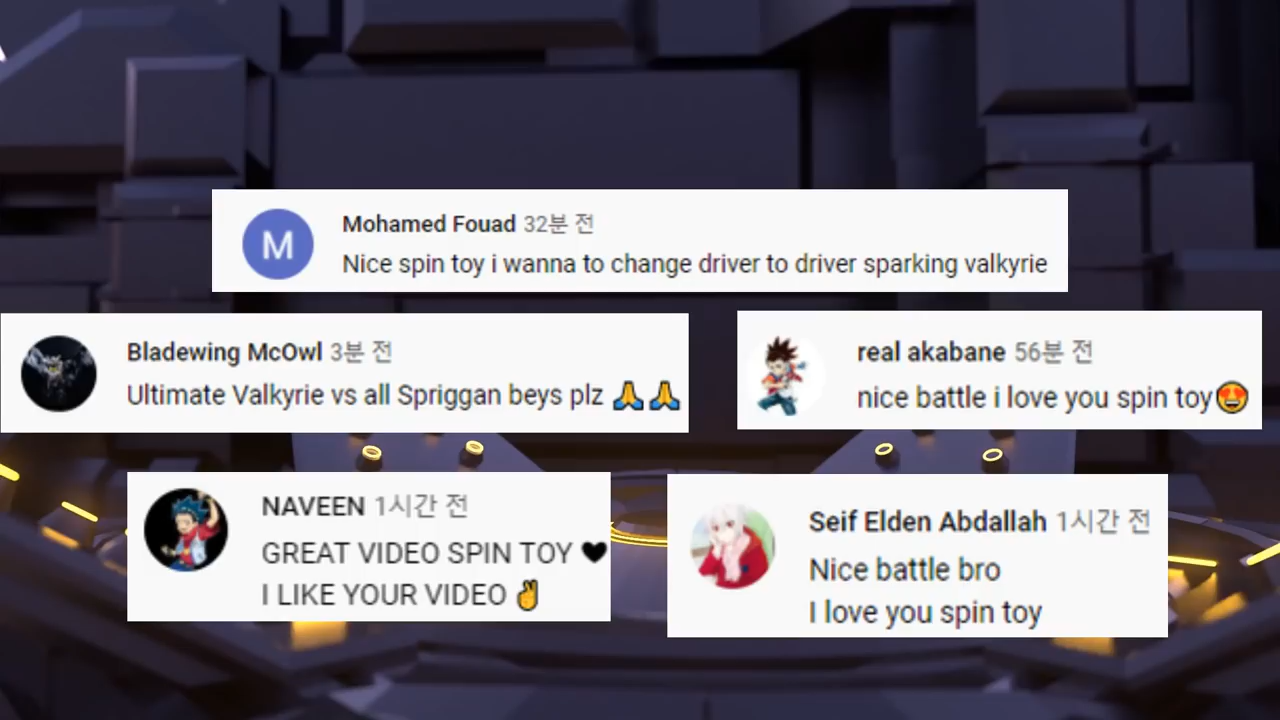 M
Mohamed Fouad 32분 전
Nice spin toy i wanna to change driver to driver sparking valkyrie
Bladewing McOwl 3분 전
Ultimate Valkyrie vs all Spriggan beys plz 🙏🙏
real akabane 56분 전
nice battle i love you spin toy😍
NAVEEN 1시간 전
GREAT VIDEO SPIN TOY 🖤
I LIKE YOUR VIDEO ✌
Seif Elden Abdallah 1시간 전
Nice battle bro
I love you spin toy